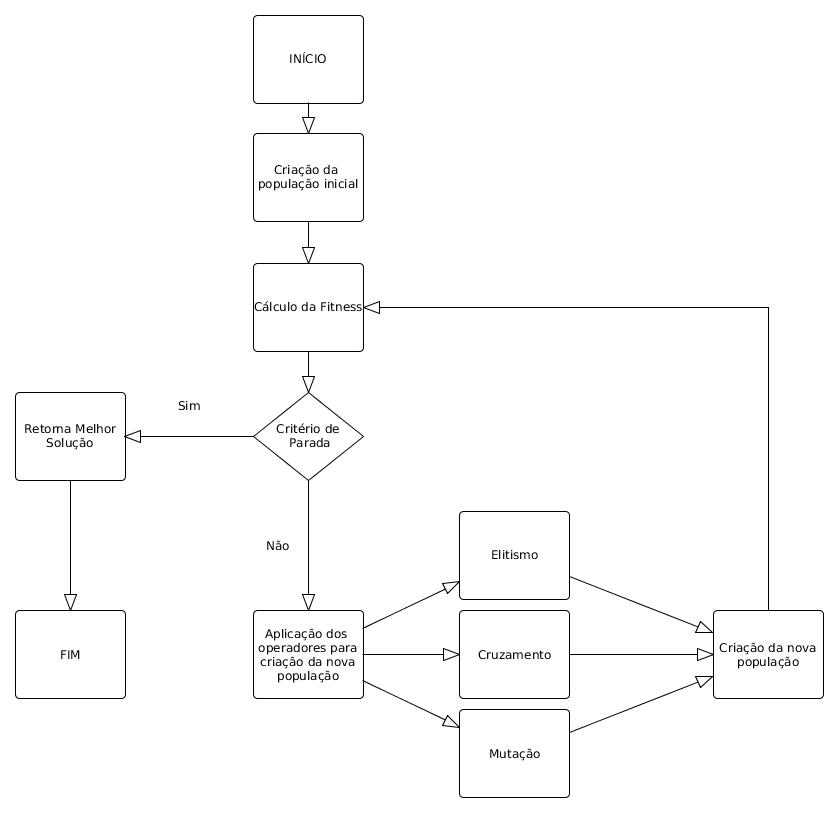 INÍCIO
Criação da
população inicial
Cálculo da Fitness
Sim
Retorna Melhor
Solução
Critério de
Parada
Não
Elitismo
FIM
Aplicação dos
operadores para
criação da nova
população
Cruzamento
Criação da nova
população
Mutação